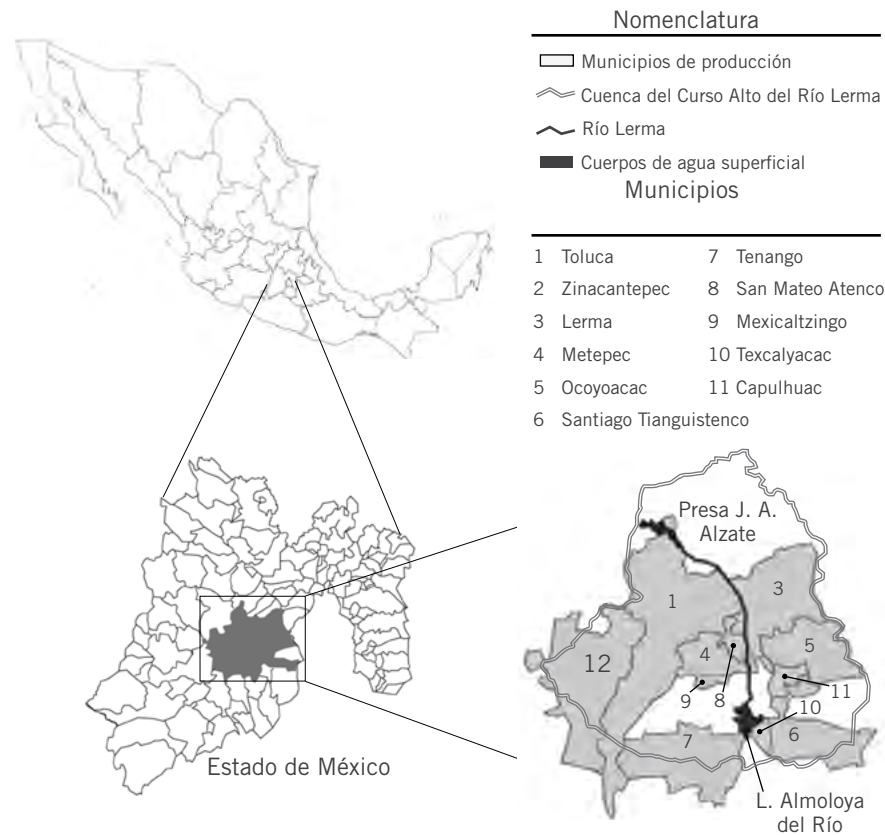 Nomenclatura
Municipios de producción
Cuenca del Curso Alto del Río Lerma
Río Lerma
Cuerpos de agua superficial
Municipios
1 Toluca
2 Zinacantepec
3 Lerma
4 Metepec
5 Ocoyoacac
6 Santiago Tianguistenco
7 Tenango
8 San Mateo Atenco
9 Mexicaltzingo
10 Texcalyacac
11 Capulhuac
Estado de México
Presa J. A.
Alzate
1
3
12
4
5
9
8
11
10
7
6
L. Almoloya
del Río